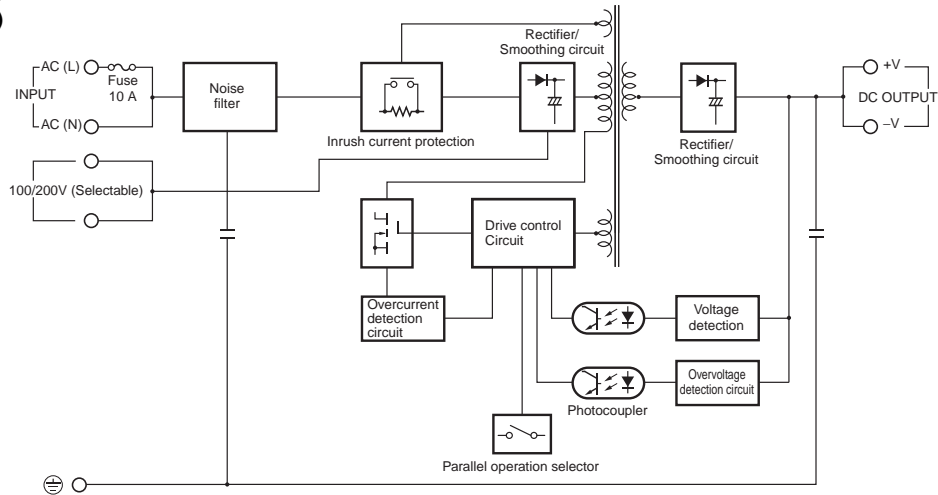 Rectifier/
Smoothing circuit
AC (L)
Fuse
10 A
INPUT
AC (N)
Noise
filter
Inrush current protection
+V
DC OUTPUT
–V
Rectifier/
Smoothing circuit
100/200V (Selectable)
Drive control
Circuit
Overcurrent
detection
circuit
Voltage
detection
Overvoltage
detection circuit
Photocoupler
Parallel operation selector